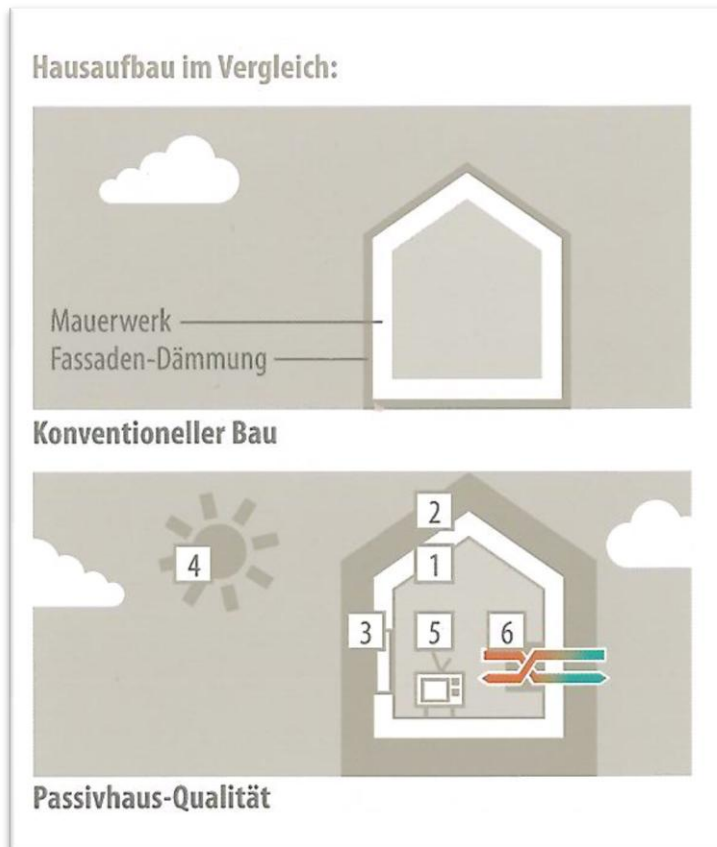 Hausaufbau im Vergleich:
Mauerwerk
Fassaden-Dämmung
Konventioneller Bau
2
4
1
3
5
6
Passivhaus-Qualität